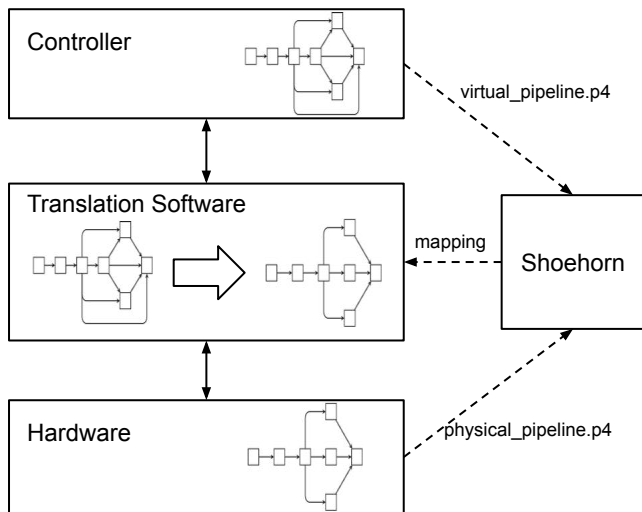 Controller
virtual_pipeline.p4
Translation Software
mapping
Shoehorn
Hardware
physical_pipeline.p4